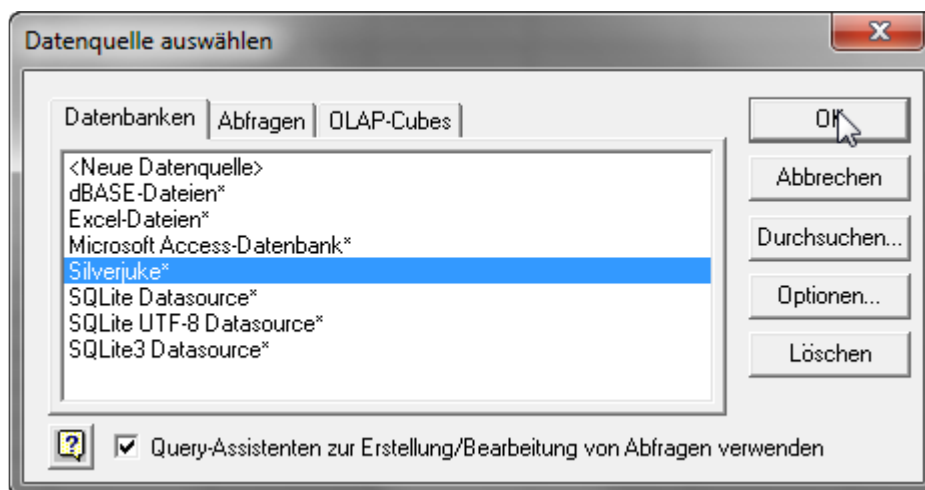 Datenquelle auswählen
Datenbanken
Abfragen
OLAP-Cubes
<Neue Datenquelle>
dBASE-Dateien*
Excel-Dateien*
Microsoft Access-Datenbank*
Silverjuke*
SQLite Datasource*
SQLite UTF-8 Datasource*
SQLite3 Datasource*
OK
Abbrechen
Durchsuchen...
Optionen...
Löschen
Query-Assistenten zur Erstellung/Bearbeitung von Abfragen verwenden